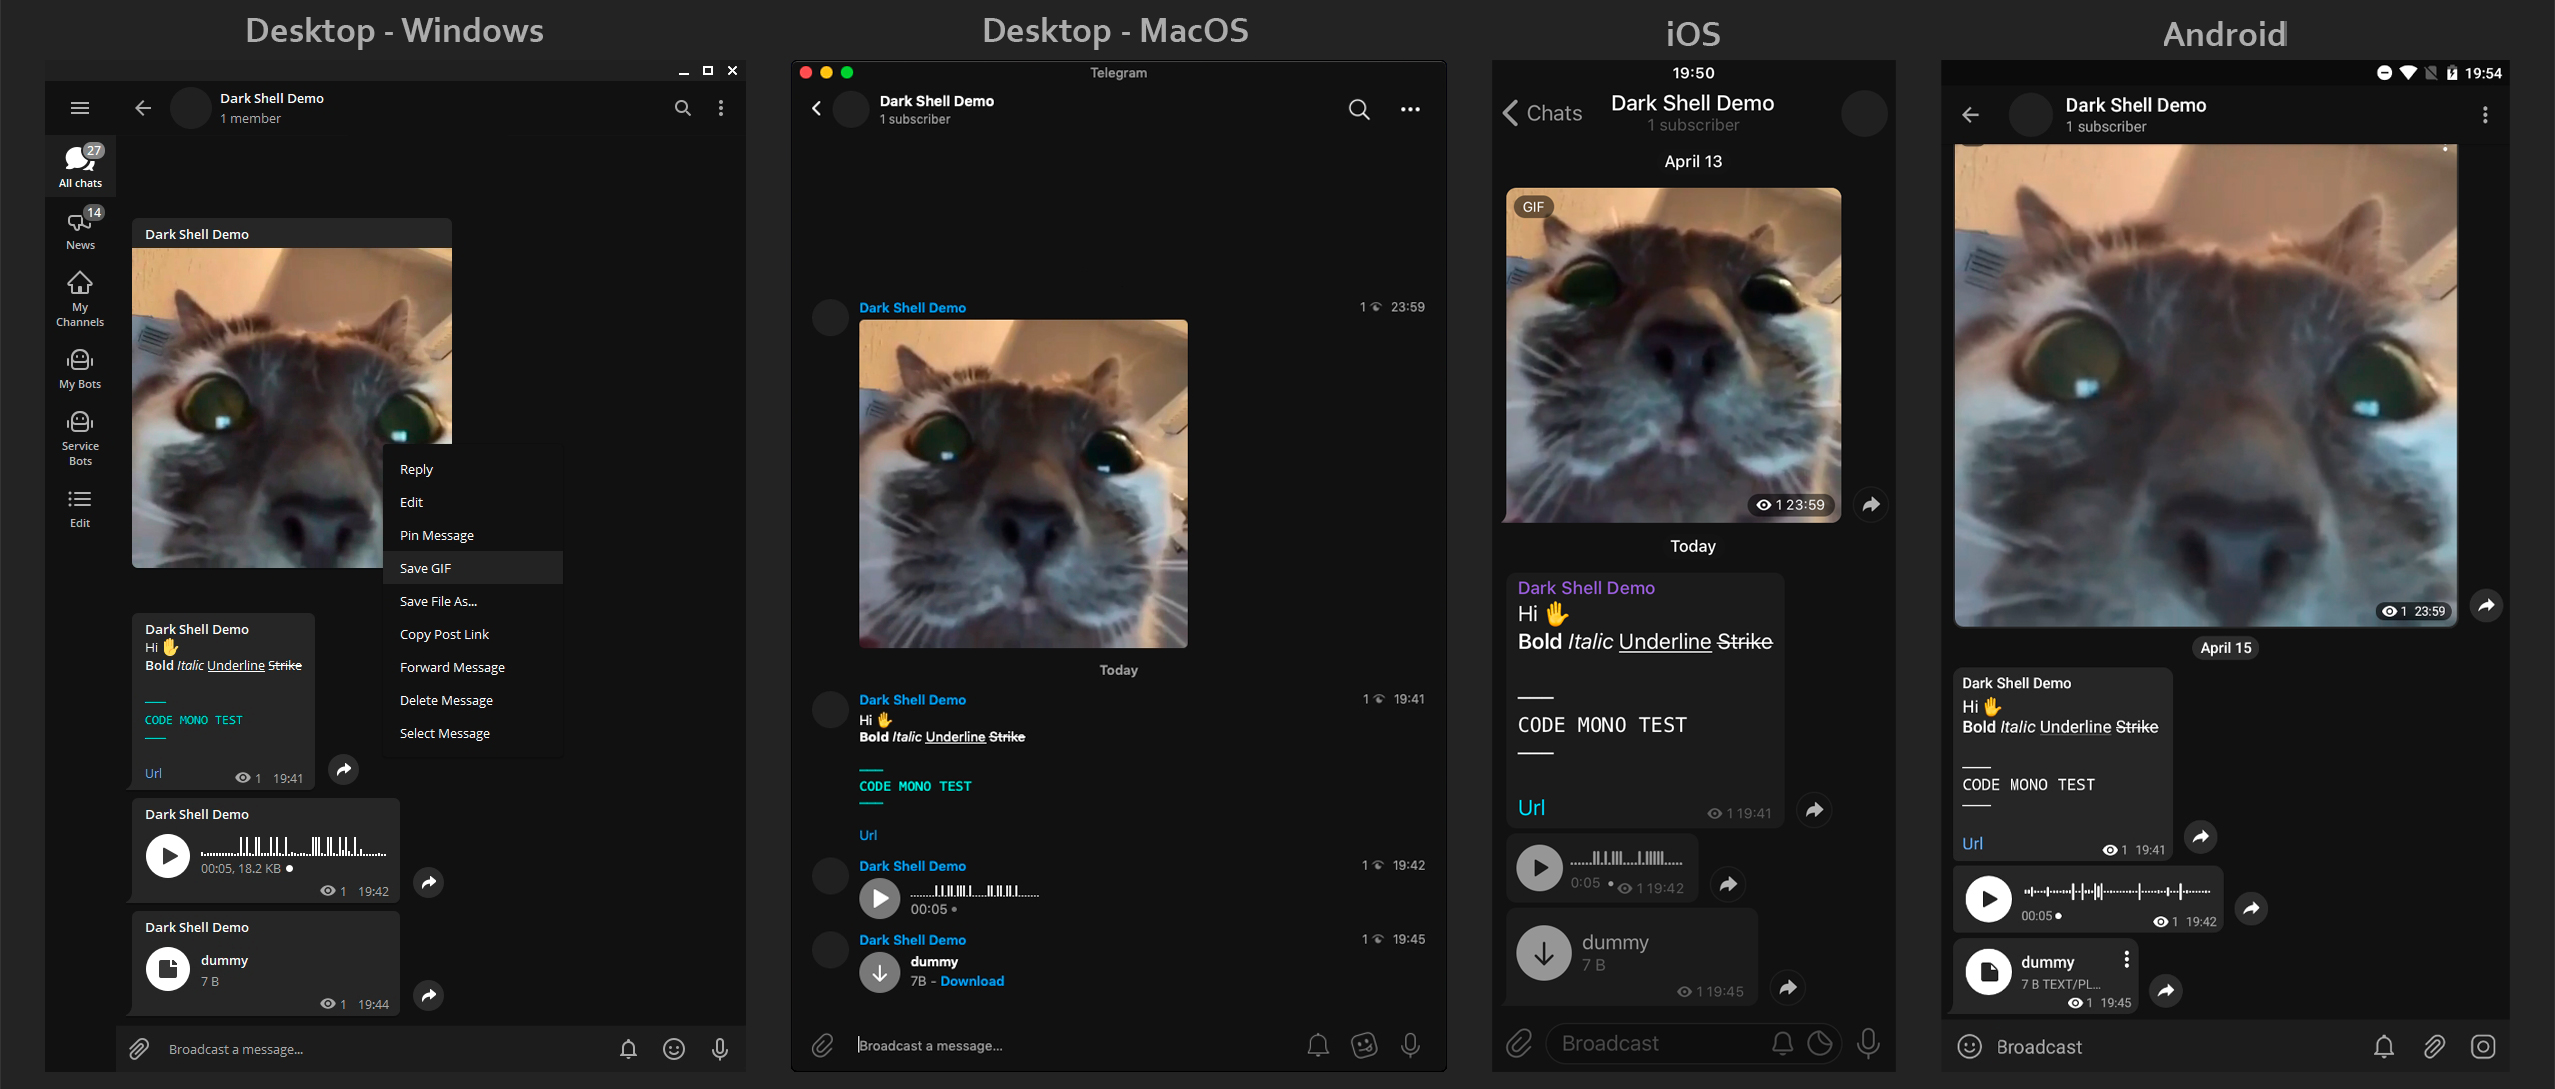 Desktop - Windows
Dark Shell Demo
1 member
27
All chats
14
News
My
Channels
My Bots
Service
Bots
Edit
Dark Shell Demo
Reply
Edit
Pin Message
Save GIF
Save File As...
Copy Post Link
Forward Message
Delete Message
Select Message
Dark Shell Demo
Hi ✋
Bold Italic Underline Strike
___
CODE MONO TEST
___
Url
1 19:41
Dark Shell Demo
00:05, 18.2 KB
1 19:42
Dark Shell Demo
dummy
7 B
1 19:44
Broadcast a message...
Desktop - MacOS
Telegram
Dark Shell Demo
1 subscriber
Dark Shell Demo 1 23:59
Today
Dark Shell Demo 1 19:41
Hi ✋
Bold Italic Underline Strike
___
CODE MONO TEST
___
Url
Dark Shell Demo 1 19:42
00:05
Dark Shell Demo 1 19:45
dummy
7B - Download
Broadcast a message...
iOS
19:50
Chats
Dark Shell Demo
1 subscriber
April 13
GIF
1 23:59
Today
Dark Shell Demo
Hi ✋
Bold Italic Underline Strike
___
CODE MONO TEST
___
Url
1 19:41
0:05 1 19:42
dummy
7 B
1 19:45
Broadcast
Android
19:54
Dark Shell Demo
1 subscriber
1 23:59
April 15
Dark Shell Demo
Hi ✋
Bold Italic Underline Strike
___
CODE MONO TEST
___
Url
1 19:41
00:05
1 19:42
dummy
7 B TEXT/PL...
1 19:45
Broadcast